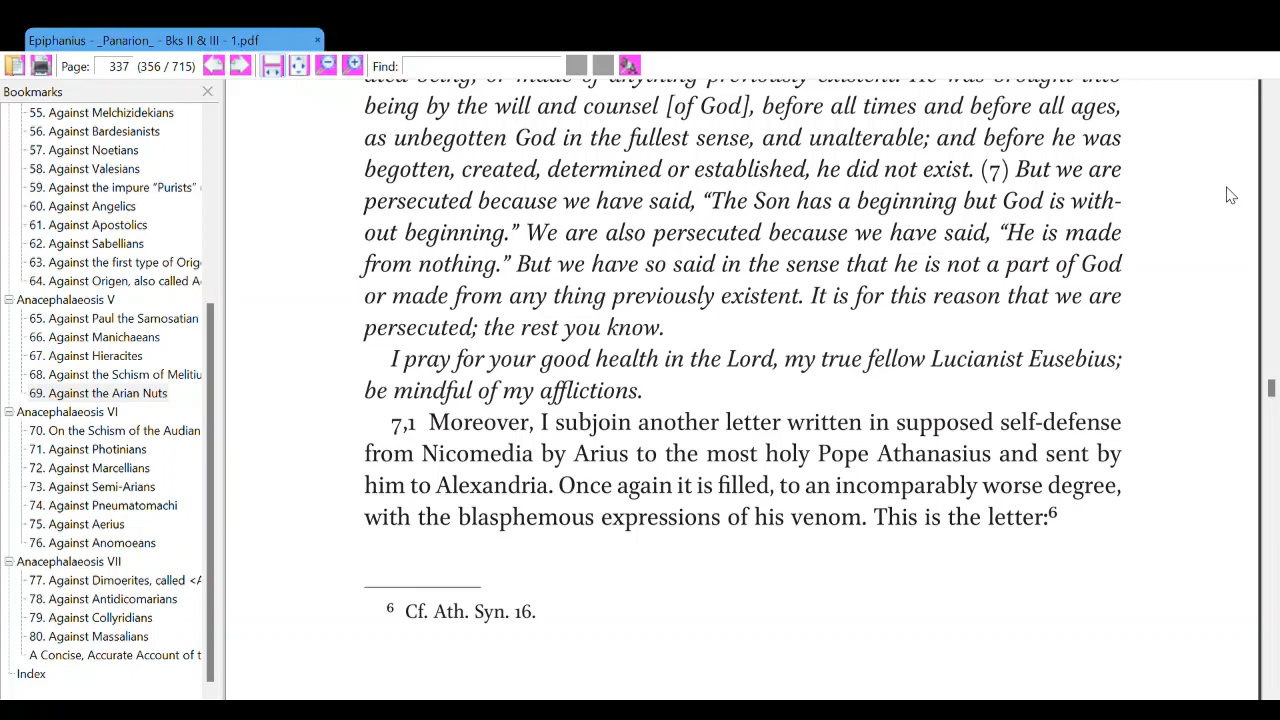 Epiphanius - _Panarion_ - Bks II & III - 1.pdf
×
Page: 337 (356 / 715)
Find:
Bookmarks
55. Against Melchizidekians
56. Against Bardesianists
57. Against Noetians
58. Against Valesians
59. Against the impure "Purists"
60. Against Angelics
61. Against Apostolics
62. Against Sabellians
63. Against the first type of Orig
64. Against Origen, also called A
Anacephalaeosis V
65. Against Paul the Samosatian
66. Against Manichaeans
67. Against Hieracites
68. Against the Schism of Melitiu
69. Against the Arian Nuts
Anacephalaeosis VI
70. On the Schism of the Audian
71. Against Photinians
72. Against Marcellians
73. Against Semi-Arians
74. Against Pneumatomachi
75. Against Aerius
76. Against Anomoeans
Anacephalaeosis VII
77. Against Dimoerites, called <A
78. Against Antidicomarians
79. Against Collyridians
80. Against Massalians
A Concise, Accurate Account of t
Index
ated being, or made of anything previously existent. He was brought into
being by the will and counsel [of God], before all times and before all ages,
as unbegotten God in the fullest sense, and unalterable; and before he was
begotten, created, determined or established, he did not exist. (7) But we are
persecuted because we have said, “The Son has a beginning but God is with-
out beginning.” We are also persecuted because we have said, “He is made
from nothing.” But we have so said in the sense that he is not a part of God
or made from any thing previously existent. It is for this reason that we are
persecuted; the rest you know.
I pray for your good health in the Lord, my true fellow Lucianist Eusebius;
be mindful of my afflictions.
7,1 Moreover, I subjoin another letter written in supposed self-defense
from Nicomedia by Arius to the most holy Pope Athanasius and sent by
him to Alexandria. Once again it is filled, to an incomparably worse degree,
with the blasphemous expressions of his venom. This is the letter:⁶
⁶ Cf. Ath. Syn. 16.